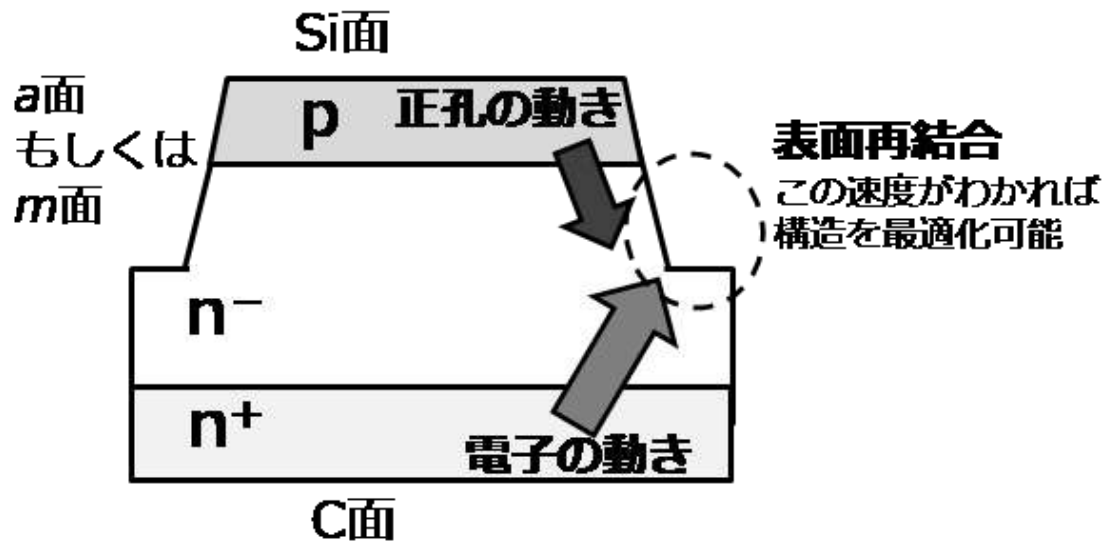 Si面
a面
もしくは
m面
p
正孔の動き
表面再結合
この速度がわかれば
構造を最適化可能
n−
n+
電子の動き
C面